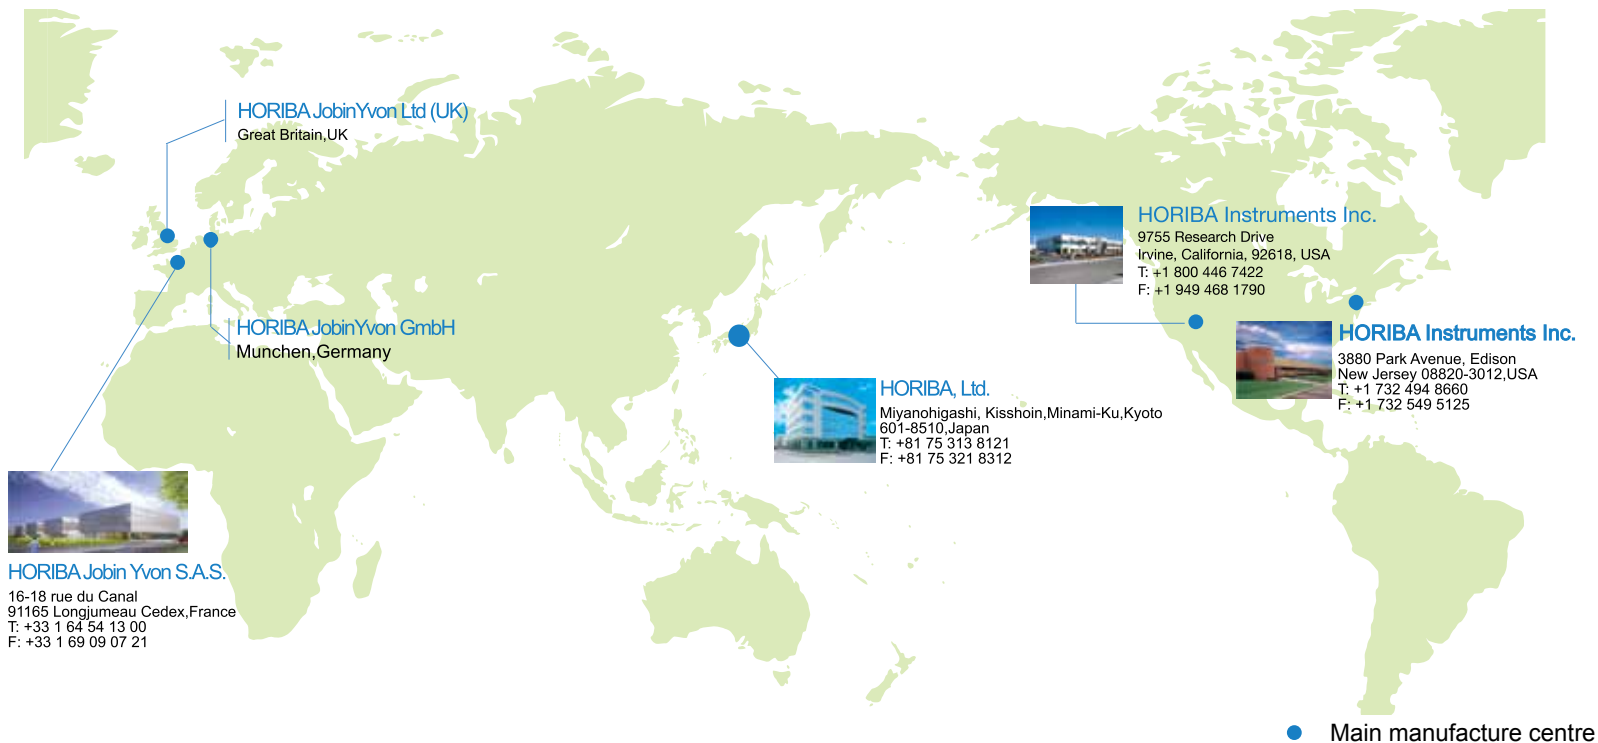 HORIBA JobinYvon Ltd (UK)
Great Britain,UK
HORIBA JobinYvon GmbH
Munchen,Germany
HORIBA Jobin Yvon S.A.S.
16-18 rue du Canal
91165 Longjumeau Cedex,France
T: +33 1 64 54 13 00
F: +33 1 69 09 07 21
HORIBA, Ltd.
Miyanohigashi, Kisshoin,Minami-Ku,Kyoto
601-8510,Japan
T: +81 75 313 8121
F: +81 75 321 8312
HORIBA Instruments Inc.
9755 Research Drive
Irvine, California, 92618, USA
T: +1 800 446 7422
F: +1 949 468 1790
HORIBA Instruments Inc.
3880 Park Avenue, Edison
New Jersey 08820-3012,USA
T: +1 732 494 8660
F: +1 732 549 5125
Main manufacture centre